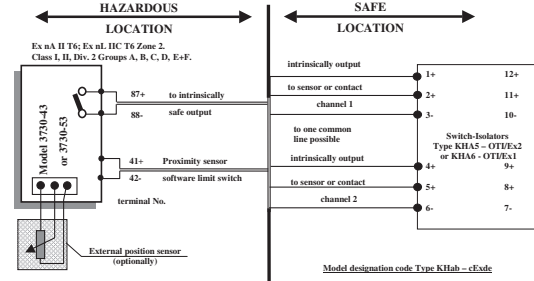 HAZARDOUS
LOCATION
SAFE
LOCATION
Ex nA II T6; Ex nL IIC T6 Zone 2.
Class I, II, Div. 2 Groups A, B, C, D, E+F.
Model 3730-43
or 3730-53
87+
88-
to intrinsically
safe output
41+
42-
Proximity sensor
software limit switch
terminal No.
External position sensor
(optionally)
intrinsically output
to sensor or contact
channel 1
to one common
line possible
intrinsically output
to sensor or contact
channel 2
1+ 12+
2+ 11+
3- 10-
Switch-Isolators
Type KHA5 – OTI/Ex2
or KHA6 - OTI/Ex1
4+ 9+
5+ 8+
6- 7-
Model designation code Type KHab – cExde